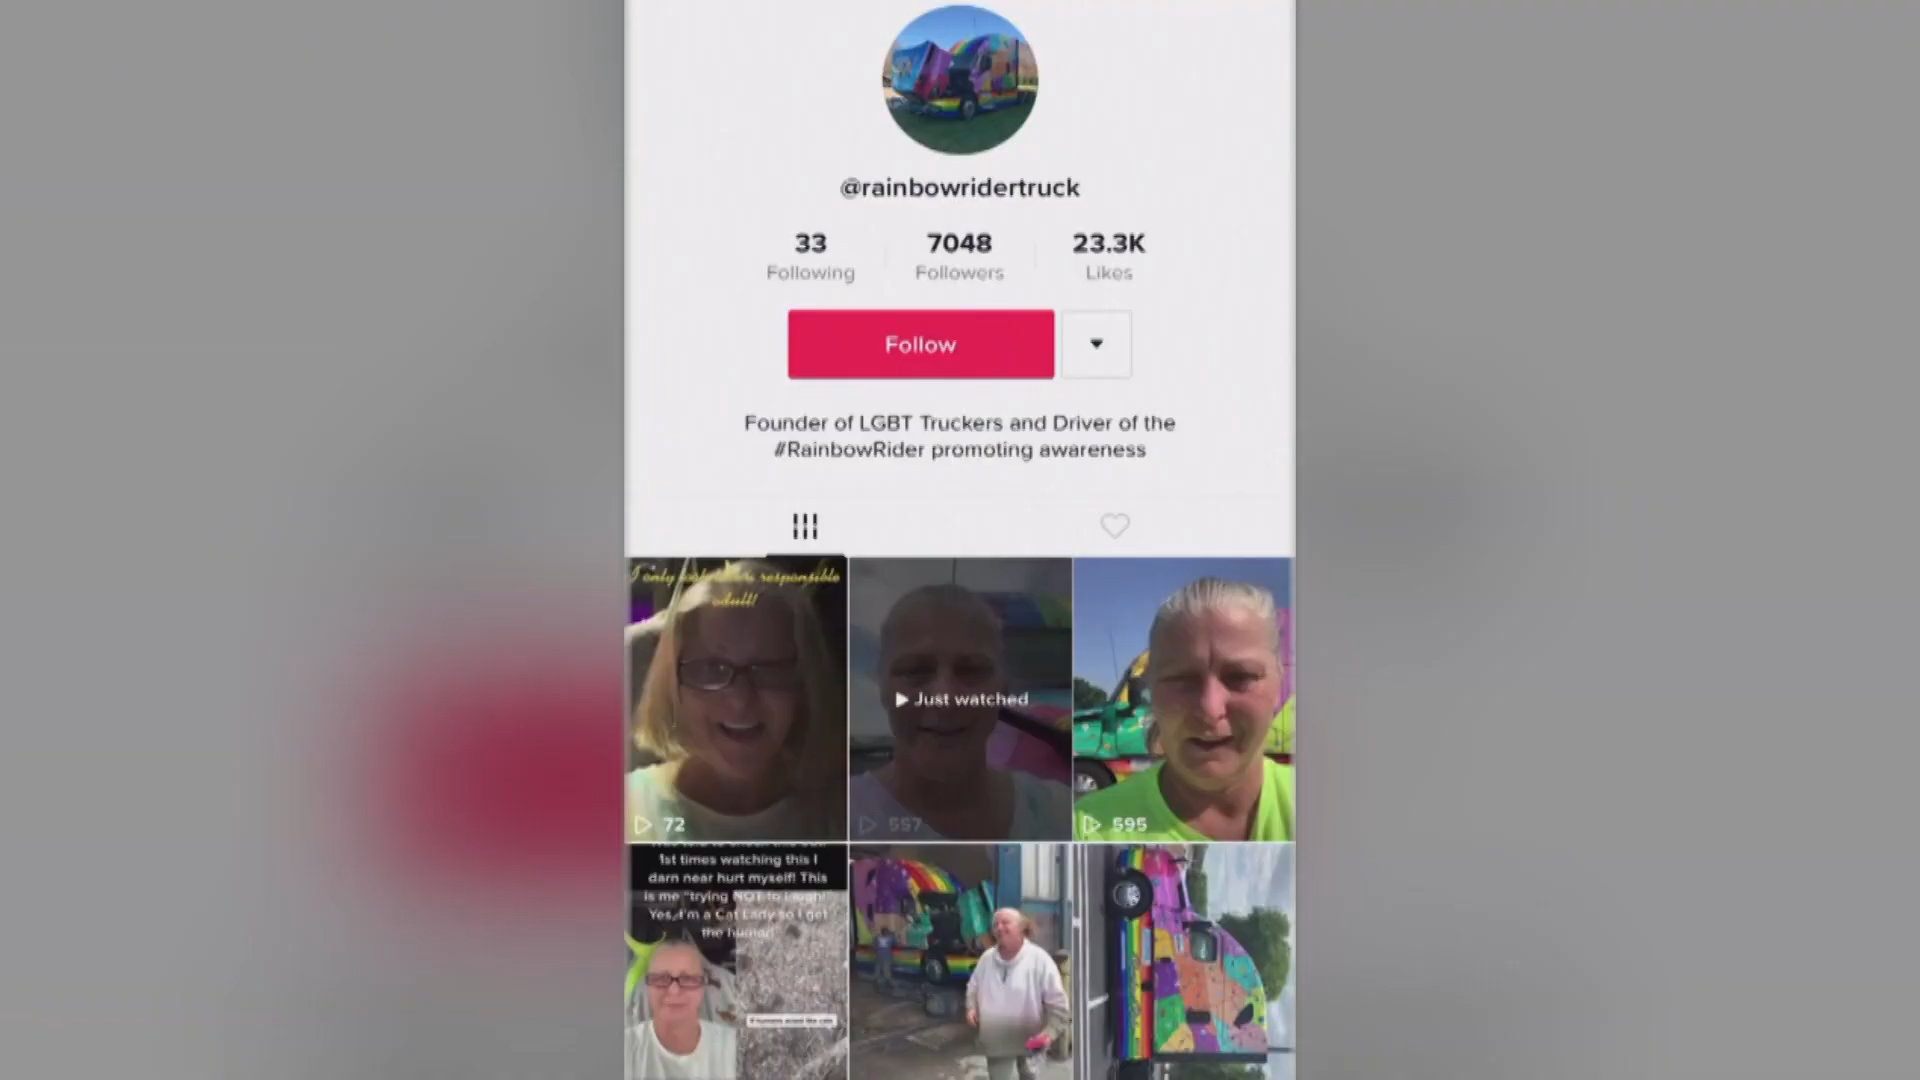 @rainbowridertruck
33 7048 23.3K
Following Followers Likes
Follow
Founder of LGBT Truckers and Driver of the
#RainbowRider promoting awareness
I only responsible
adult!
Just watched
72
557
595
1st times watching this I
darn near hurt myself! This
is me "trying NOT to laugh!"
Yes, I'm a Cat Lady so I get
the humor!